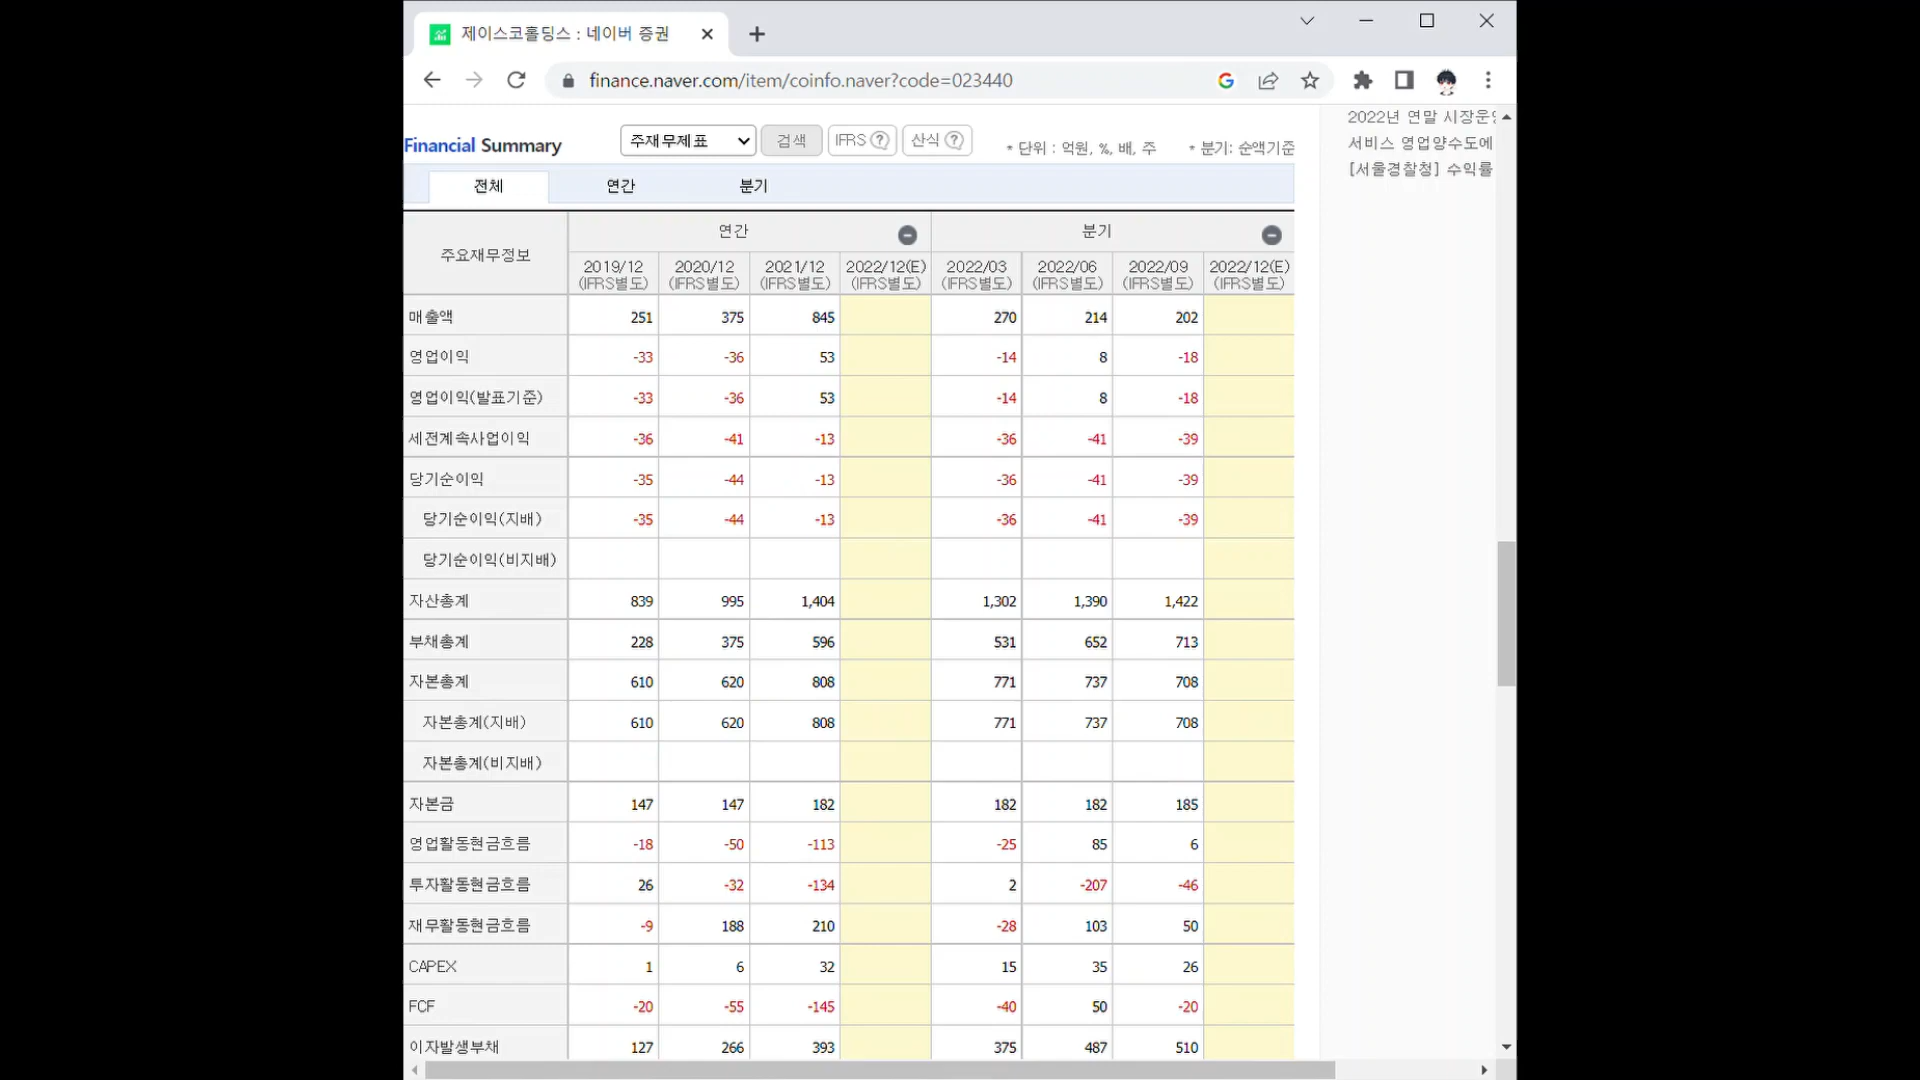 제이스코홀딩스 : 네이버 증권
finance.naver.com/item/coinfo.naver?code=023440
Financial Summary 주재무제표 검색 IFRS ? 산식 ? * 단위 : 억원, %, 배, 주 * 분기: 순액기준
전체 연간 분기
주요재무정보 연간 분기
2019/12 2020/12 2021/12 2022/12(E) 2022/03 2022/06 2022/09 2022/12(E)
(IFRS별도) (IFRS별도) (IFRS별도) (IFRS별도) (IFRS별도) (IFRS별도) (IFRS별도) (IFRS별도)
매출액 251 375 845 270 214 202
영업이익 -33 -36 53 -14 8 -18
영업이익(발표기준) -33 -36 53 -14 8 -18
세전계속사업이익 -36 -41 -13 -36 -41 -39
당기순이익 -35 -44 -13 -36 -41 -39
당기순이익(지배) -35 -44 -13 -36 -41 -39
당기순이익(비지배)
자산총계 839 995 1,404 1,302 1,390 1,422
부채총계 228 375 596 531 652 713
자본총계 610 620 808 771 737 708
자본총계(지배) 610 620 808 771 737 708
자본총계(비지배)
자본금 147 147 182 182 182 185
영업활동현금흐름 -18 -50 -113 -25 85 6
투자활동현금흐름 26 -32 -134 2 -207 -46
재무활동현금흐름 -9 188 210 -28 103 50
CAPEX 1 6 32 15 35 26
FCF -20 -55 -145 -40 50 -20
이자발생부채 127 266 393 375 487 510
2022년 연말 시장운영
서비스 영업양수도에
[서울경찰청] 수익률